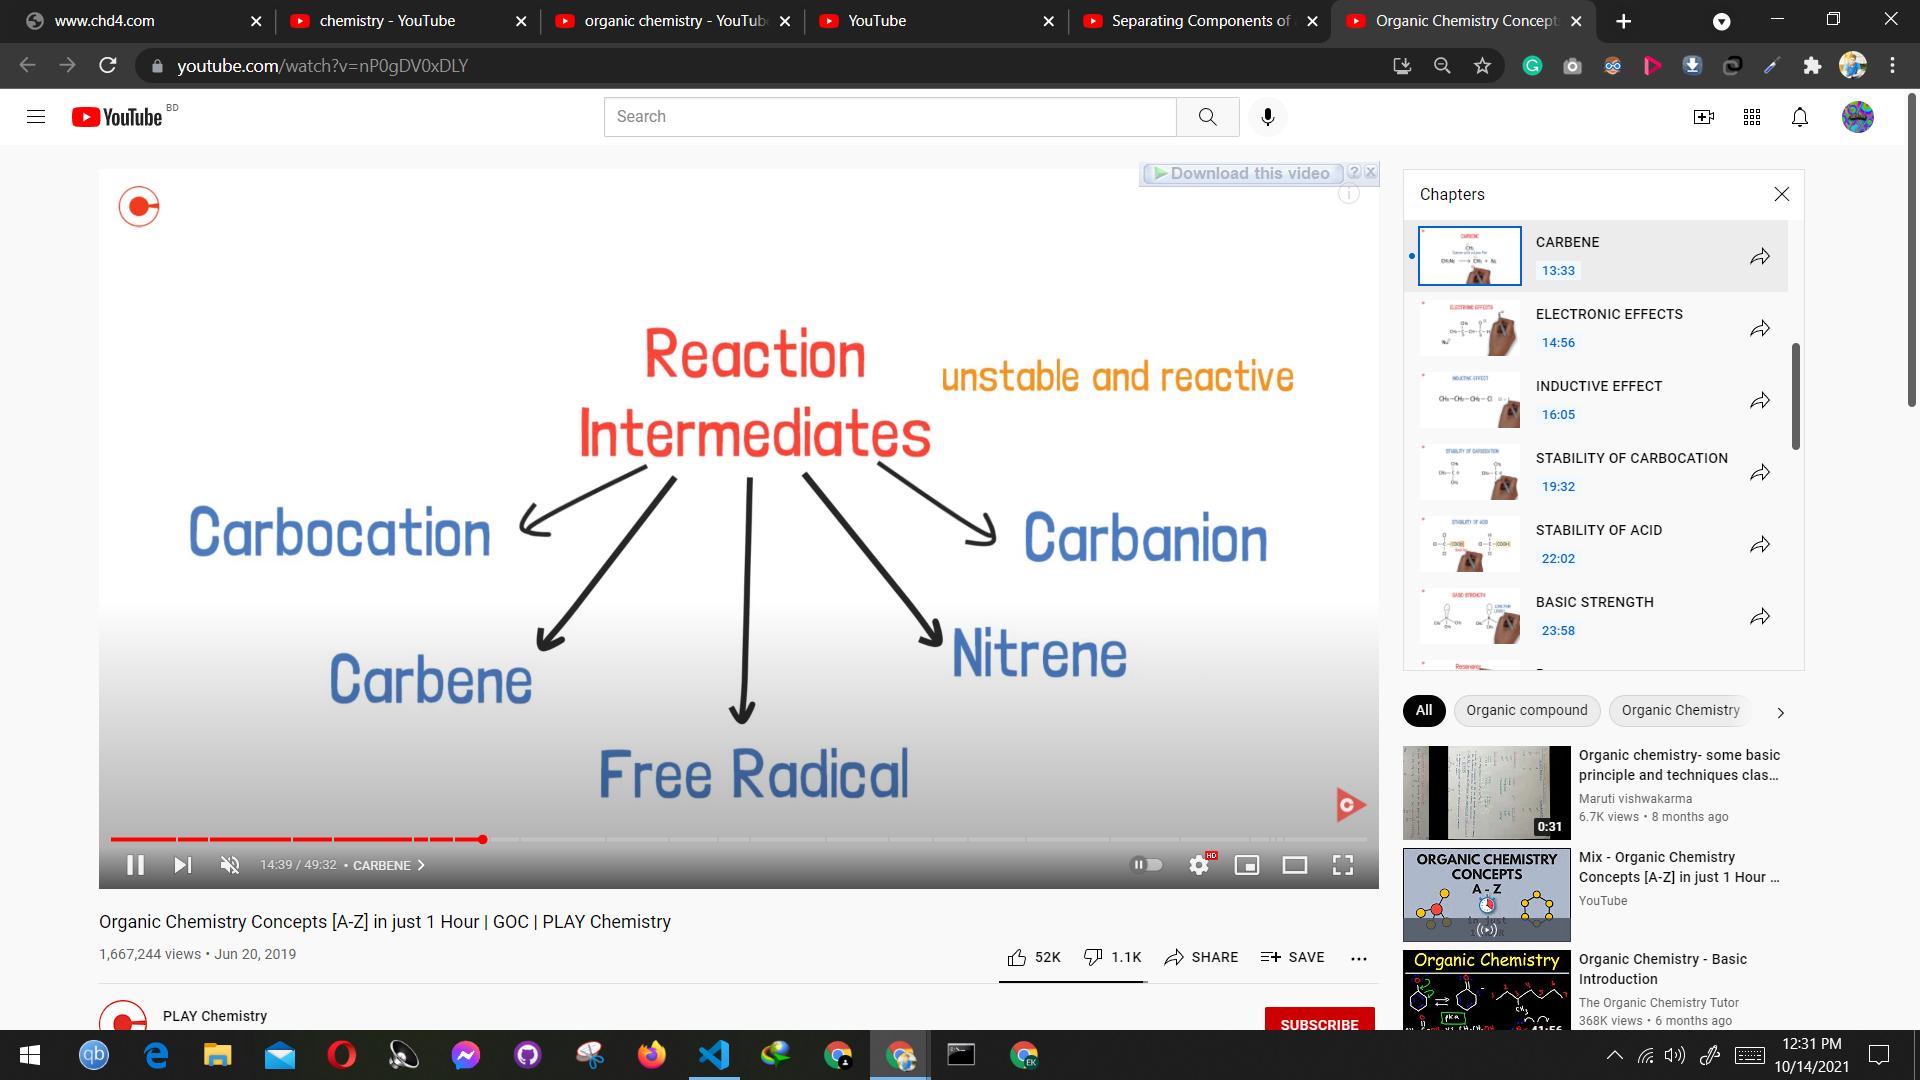 www.chd4.com
chemistry - YouTube
organic chemistry - YouTub
YouTube
Separating Components of
Organic Chemistry Concept
youtube.com/watch?v=nP0gDV0xDLY
YouTube BD
Search
Download this video
Reaction
Intermediates
unstable and reactive
Carbocation
Carbanion
Carbene
Nitrene
Free Radical
14:39 / 49:32 • CARBENE
HD
Organic Chemistry Concepts [A-Z] in just 1 Hour | GOC | PLAY Chemistry
1,667,244 views • Jun 20, 2019
52K
1.1K
SHARE
SAVE
PLAY Chemistry
SUBSCRIBE
Chapters
CARBENE
13:33
ELECTRONIC EFFECTS
14:56
INDUCTIVE EFFECT
16:05
STABILITY OF CARBOCATION
19:32
STABILITY OF ACID
22:02
BASIC STRENGTH
23:58
All
Organic compound
Organic Chemistry
Organic chemistry- some basic
principle and techniques clas...
Maruti vishwakarma
6.7K views • 8 months ago
0:31
ORGANIC CHEMISTRY
CONCEPTS
A - Z
in just
Mix - Organic Chemistry
Concepts [A-Z] in just 1 Hour ...
YouTube
Organic Chemistry
Organic Chemistry - Basic
Introduction
The Organic Chemistry Tutor
368K views • 6 months ago
12:31 PM
10/14/2021